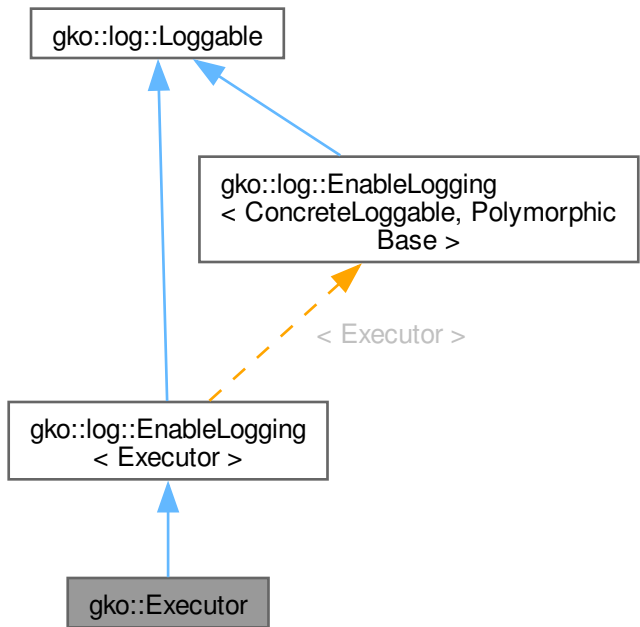 gko::log::Loggable
gko::log::EnableLogging
< ConcreteLoggable, Polymorphic
Base >
< Executor >
gko::log::EnableLogging
< Executor >
gko::Executor